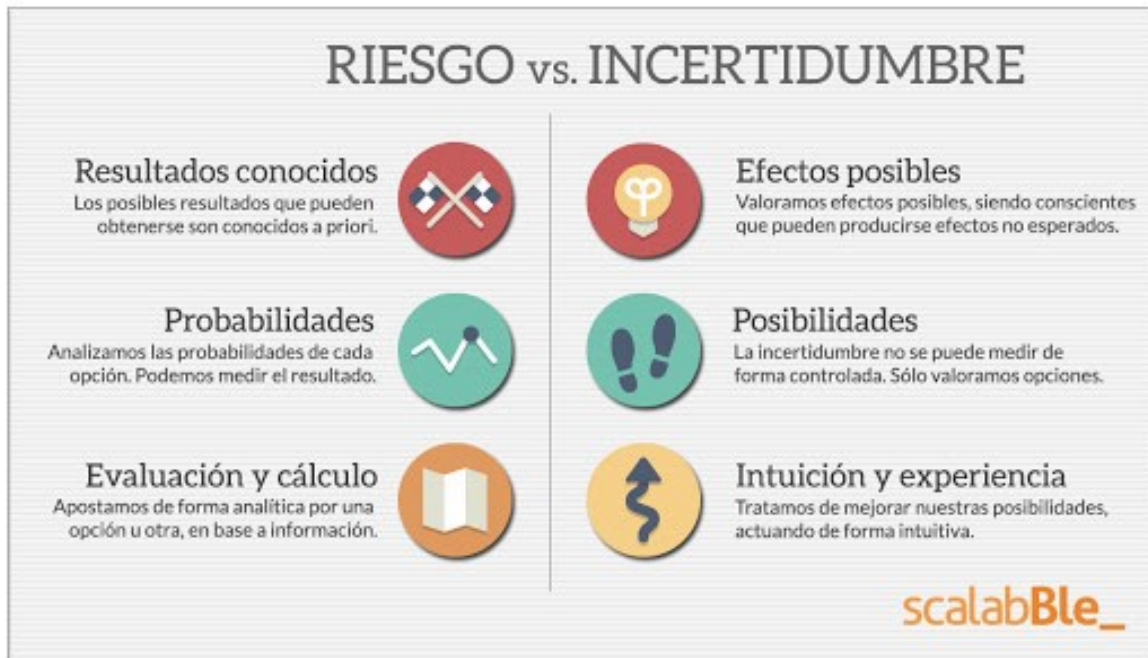 RIESGO vs. INCERTIDUMBRE
Resultados conocidos
Los posibles resultados que pueden
obtenerse son conocidos a priori.
Probabilidades
Analizamos las probabilidades de cada
opción. Podemos medir el resultado.
Evaluación y cálculo
Apostamos de forma analítica por una
opción u otra, en base a información.
Efectos posibles
Valoramos efectos posibles, siendo conscientes
que pueden producirse efectos no esperados.
Posibilidades
La incertidumbre no se puede medir de
forma controlada. Sólo valoramos opciones.
Intuición y experiencia
Tratamos de mejorar nuestras posibilidades,
actuando de forma intuitiva.
scalabBle_